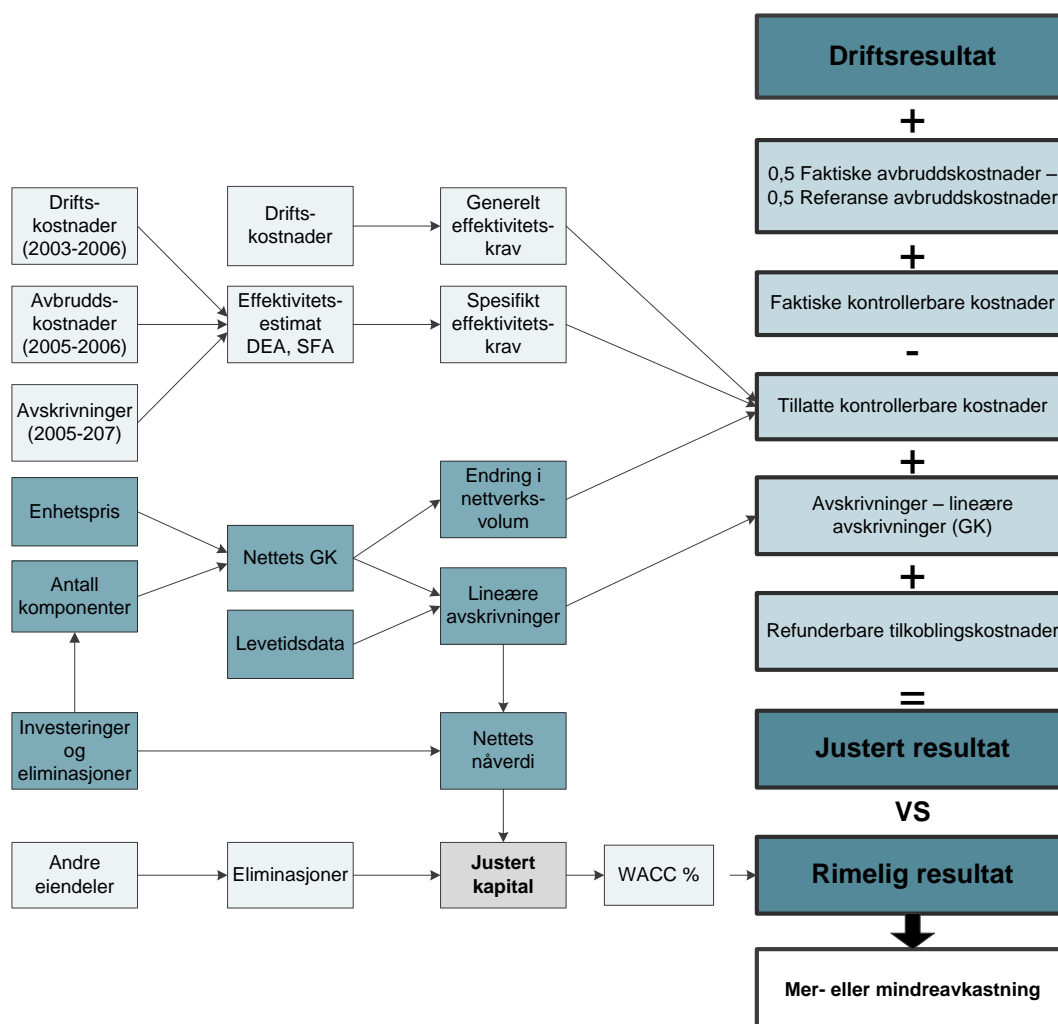 Driftsresultat
+
0,5 Faktiske avbruddskostnader –
0,5 Referanse avbruddskostnader
+
Faktiske kontrollerbare kostnader
-
Tillatte kontrollerbare kostnader
+
Avskrivninger – lineære
avskrivninger (GK)
+
Refunderbare tilkoblingskostnader
=
Justert resultat
VS
Rimelig resultat
Mer- eller mindreavkastning
Drifts-
kostnader
(2003-2006)
Drifts-
kostnader
Generelt
effektivitets-
krav
Avbrudds-
kostnader
(2005-2006)
Effektivitets-
estimat
DEA, SFA
Spesifikt
effektivitets-
krav
Avskrivninger
(2005-207)
Enhetspris
Nettets GK
Endring i
nettverks-
volum
Antall
komponenter
Levetidsdata
Lineære
avskrivninger
Investeringer
og
eliminasjoner
Nettets
nåverdi
Andre
eiendeler
Eliminasjoner
Justert
kapital
WACC %